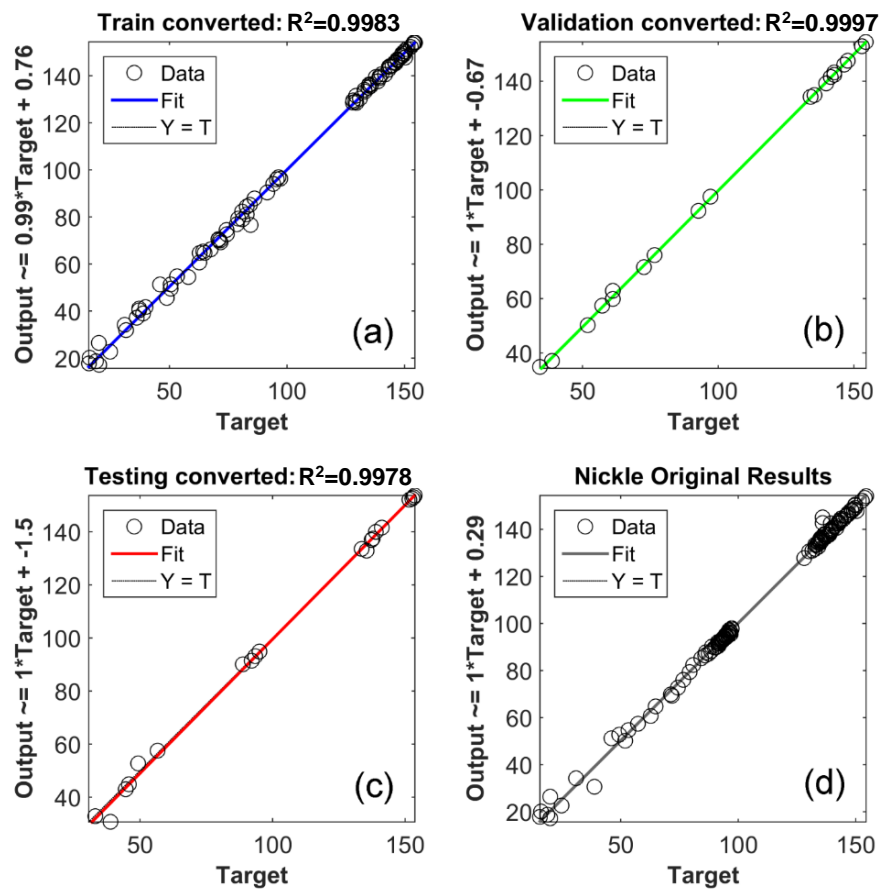 Train converted: R²=0.9983
Output ~= 0.99*Target + 0.76
140
120
100
80
60
40
20
Data
Fit
Y = T
(a)
50
100
150
Target
Validation converted: R²=0.9997
Output ~= 1*Target + -0.67
140
120
100
80
60
40
Data
Fit
Y = T
(b)
50
100
150
Target
Testing converted: R²=0.9978
Output ~= 1*Target + -1.5
140
120
100
80
60
40
Data
Fit
Y = T
(c)
50
100
150
Target
Nickle Original Results
Output ~= 1*Target + 0.29
140
120
100
80
60
40
20
Data
Fit
Y = T
(d)
50
100
150
Target